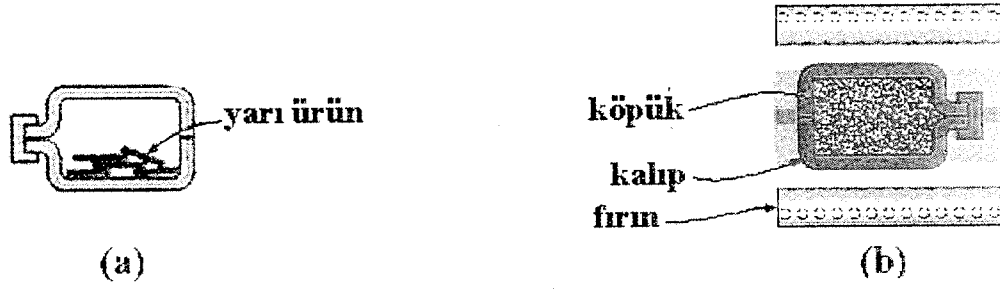 yarı ürün
köpük
kalıp
fırın
(a)
(b)